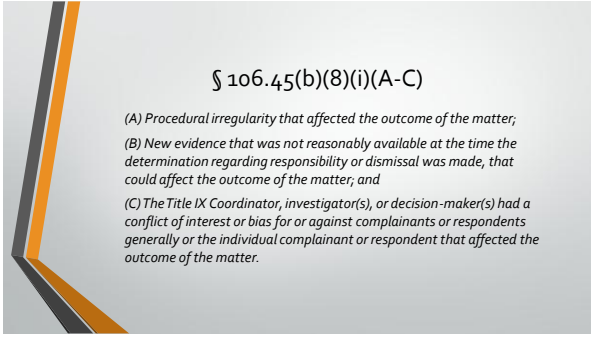 § 106.45(b)(8)(i)(A-C)
(A) Procedural irregularity that affected the outcome of the matter;
(B) New evidence that was not reasonably available at the time the
determination regarding responsibility or dismissal was made, that
could affect the outcome of the matter; and
(C) The Title IX Coordinator, investigator(s), or decision-maker(s) had a
conflict of interest or bias for or against complainants or respondents
generally or the individual complainant or respondent that affected the
outcome of the matter.